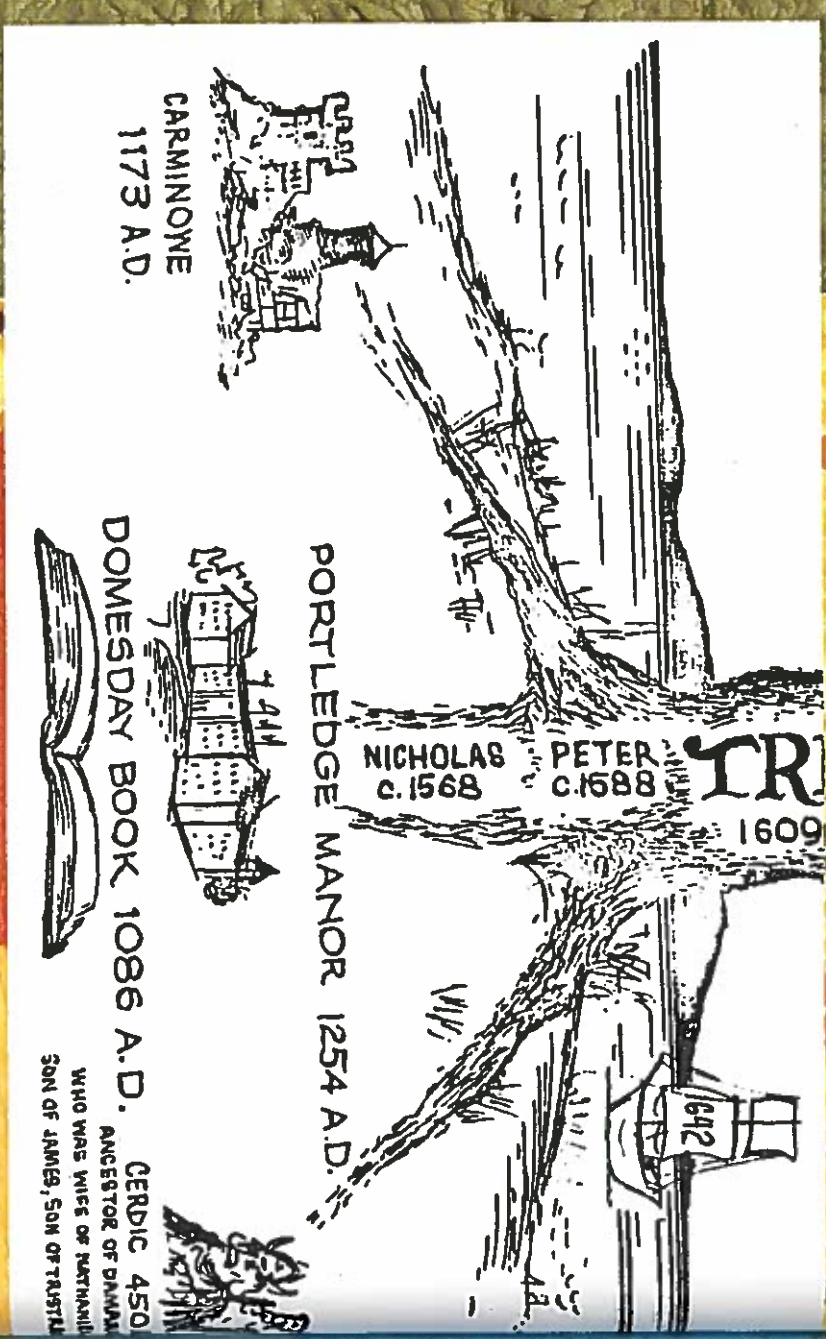 1609
1642
PETER
c.1588
NICHOLAS
c.1568
CARMINOWE
1173 A.D.
PORTLEDGE MANOR 1254 A.D.
DOMESDAY BOOK 1086 A.D.
CERDIC 450
ANCESTOR OF
WHO WAS WIFE OF
SON OF JAMES, SON OF